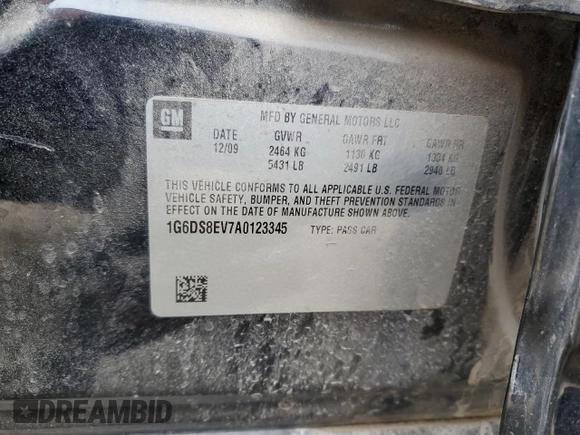 GM
MFD BY GENERAL MOTORS LLC
DATE GVWR GAWR FRT GAWR RR
12/09 2464 KG 1130 KG 1334 KG
5431 LB 2491 LB 2940 LB
THIS VEHICLE CONFORMS TO ALL APPLICABLE U.S. FEDERAL MOTOR
VEHICLE SAFETY, BUMPER, AND THEFT PREVENTION STANDARDS
IN EFFECT ON THE DATE OF MANUFACTURE SHOWN ABOVE.
1G6DS8EV7A0123345 TYPE: PASS CAR
DREAMBID